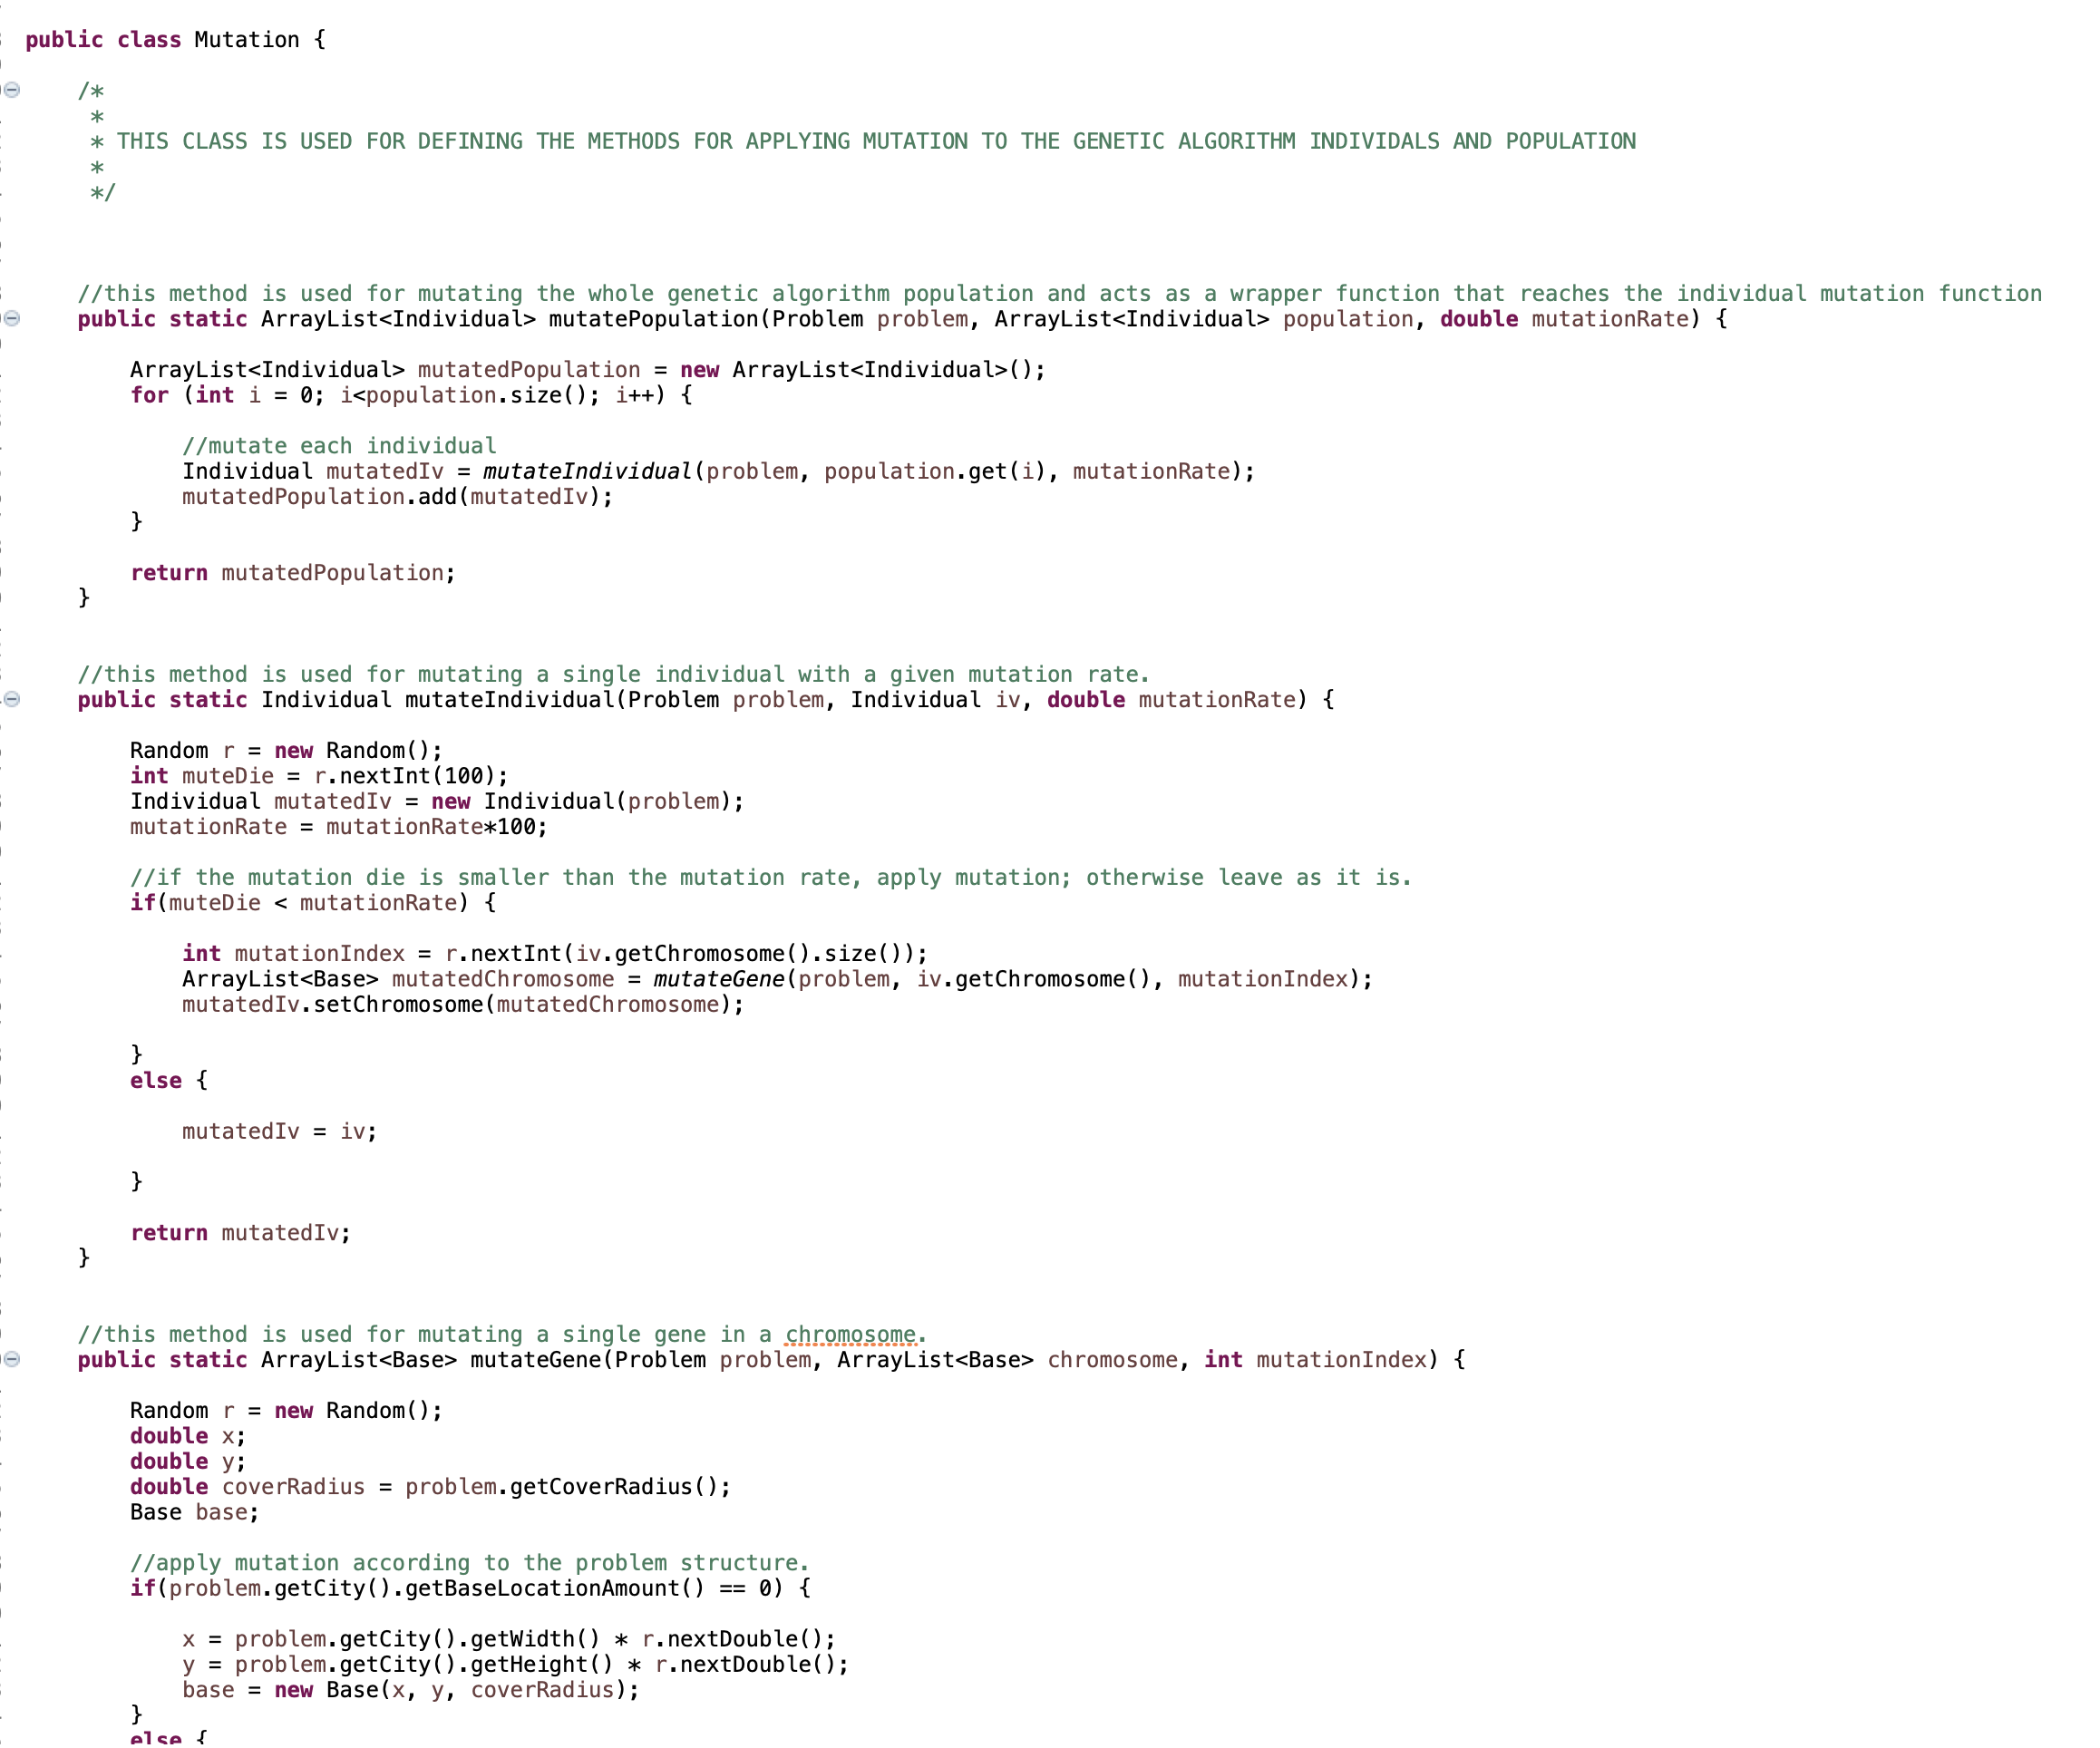 public class Mutation {
/*
*
* THIS CLASS IS USED FOR DEFINING THE METHODS FOR APPLYING MUTATION TO THE GENETIC ALGORITHM INDIVIDALS AND POPULATION
*
*/
//this method is used for mutating the whole genetic algorithm population and acts as a wrapper function that reaches the individual mutation function
public static ArrayList<Individual> mutatePopulation(Problem problem, ArrayList<Individual> population, double mutationRate) {
ArrayList<Individual> mutatedPopulation = new ArrayList<Individual>();
for (int i = 0; i<population.size(); i++) {
//mutate each individual
Individual mutatedIv = mutateIndividual(problem, population.get(i), mutationRate);
mutatedPopulation.add(mutatedIv);
}
return mutatedPopulation;
}
//this method is used for mutating a single individual with a given mutation rate.
public static Individual mutateIndividual(Problem problem, Individual iv, double mutationRate) {
Random r = new Random();
int muteDie = r.nextInt(100);
Individual mutatedIv = new Individual(problem);
mutationRate = mutationRate*100;
//if the mutation die is smaller than the mutation rate, apply mutation; otherwise leave as it is.
if(muteDie < mutationRate) {
int mutationIndex = r.nextInt(iv.getChromosome().size());
ArrayList<Base> mutatedChromosome = mutateGene(problem, iv.getChromosome(), mutationIndex);
mutatedIv.setChromosome(mutatedChromosome);
}
else {
mutatedIv = iv;
}
return mutatedIv;
}
//this method is used for mutating a single gene in a chromosome.
public static ArrayList<Base> mutateGene(Problem problem, ArrayList<Base> chromosome, int mutationIndex) {
Random r = new Random();
double x;
double y;
double coverRadius = problem.getCoverRadius();
Base base;
//apply mutation according to the problem structure.
if(problem.getCity().getBaseLocationAmount() == 0) {
x = problem.getCity().getWidth() * r.nextDouble();
y = problem.getCity().getHeight() * r.nextDouble();
base = new Base(x, y, coverRadius);
}
else {